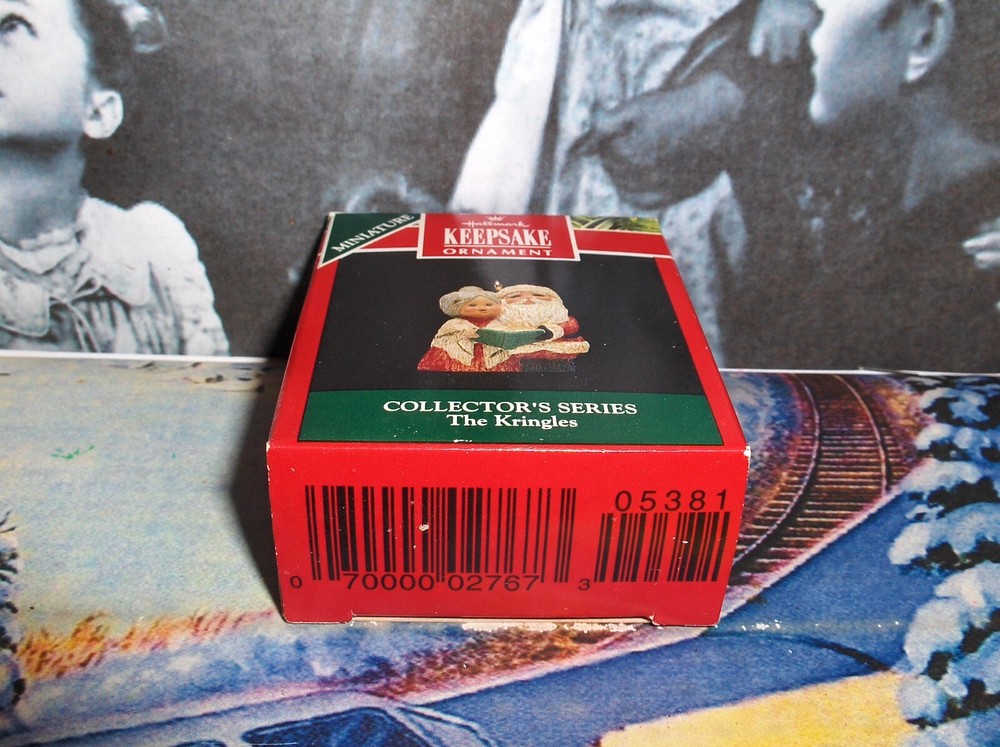 MINIATURE
Hallmark
KEEPSAKE
ORNAMENT
COLLECTOR'S SERIES
The Kringles
05381
0 70000 02767 3